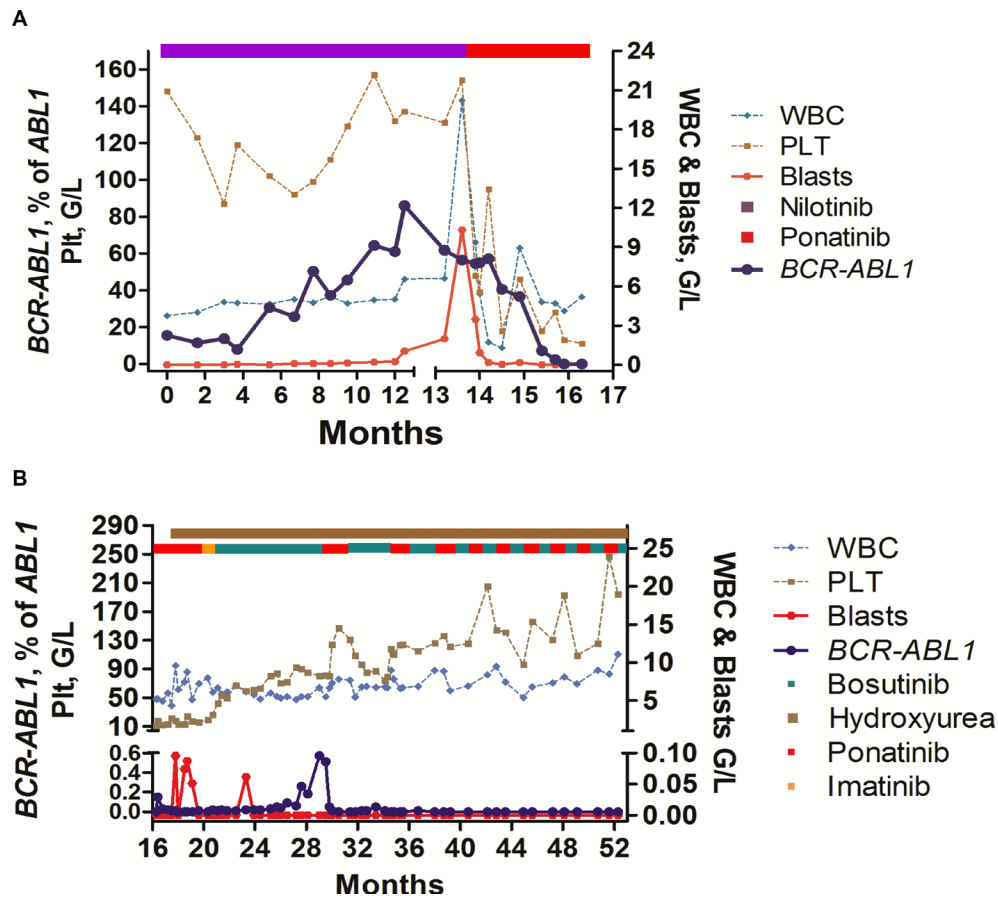 A
BCR-ABL1, % of ABL1
Plt, G/L
160
140
120
100
80
60
40
20
0
24
21
18
15
12
9
6
3
0
WBC & Blasts, G/L
0 2 4 6 8 10 12 13 14 15 16 17
Months
WBC
PLT
Blasts
Nilotinib
Ponatinib
BCR-ABL1
B
BCR-ABL1, % of ABL1
Plt, G/L
290
250
210
170
130
90
50
10
0.6
0.4
0.2
0.0
25
20
15
10
5
0.10
0.05
0.00
WBC & Blasts G/L
16 20 24 28 32 36 40 44 48 52
Months
WBC
PLT
Blasts
BCR-ABL1
Bosutinib
Hydroxyurea
Ponatinib
Imatinib